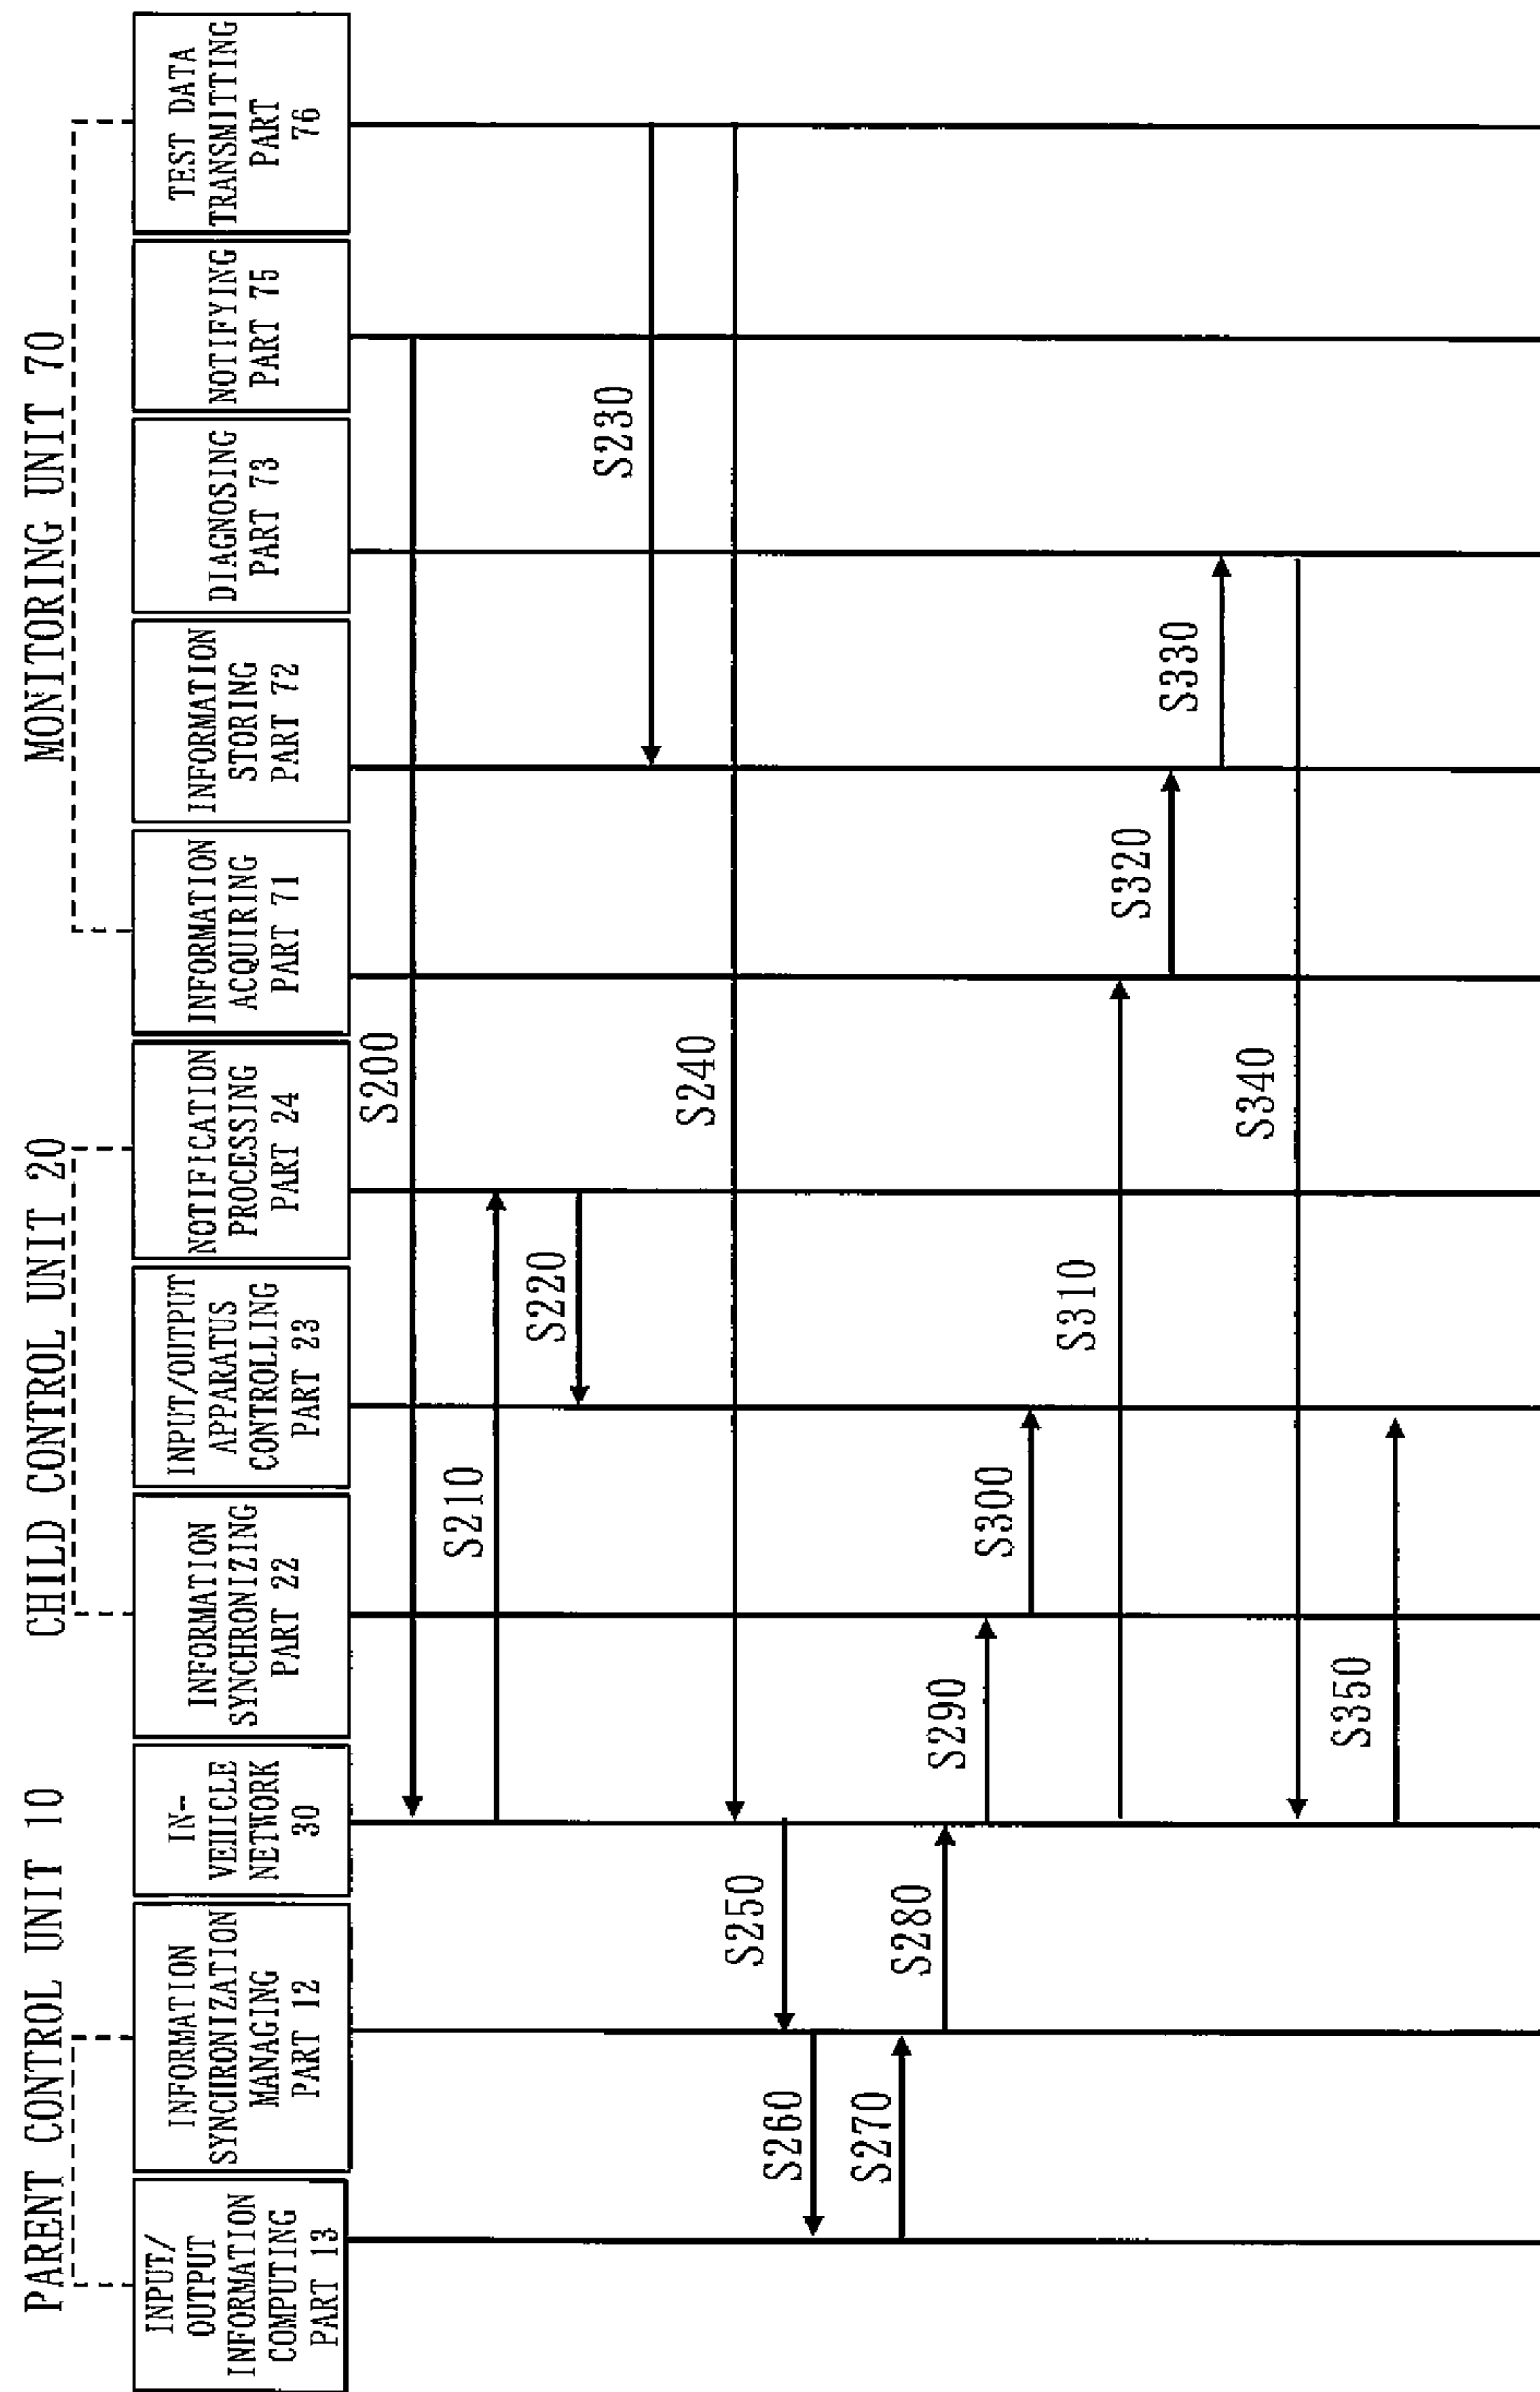 PARENT CONTROL UNIT 10
CHILD CONTROL UNIT 20
MONITORING UNIT 70
INPUT/
OUTPUT
INFORMATION
COMPUTING
PART 13
INFORMATION
SYNCHRONIZATION
MANAGING
PART 12
IN-
VEHICLE
NETWORK
30
INFORMATION
SYNCHRONIZING
PART 22
INPUT/OUTPUT
APPARATUS
CONTROLLING
PART 23
NOTIFICATION
PROCESSING
PART 24
INFORMATION
ACQUIRING
PART 71
INFORMATION
STORING
PART 72
DIAGNOSING
PART 73
NOTIFYING
PART 75
TEST DATA
TRANSMITTING
PART
76
S200
S210
S220
S230
S240
S250
S260
S270
S280
S290
S300
S310
S320
S330
S340
S350